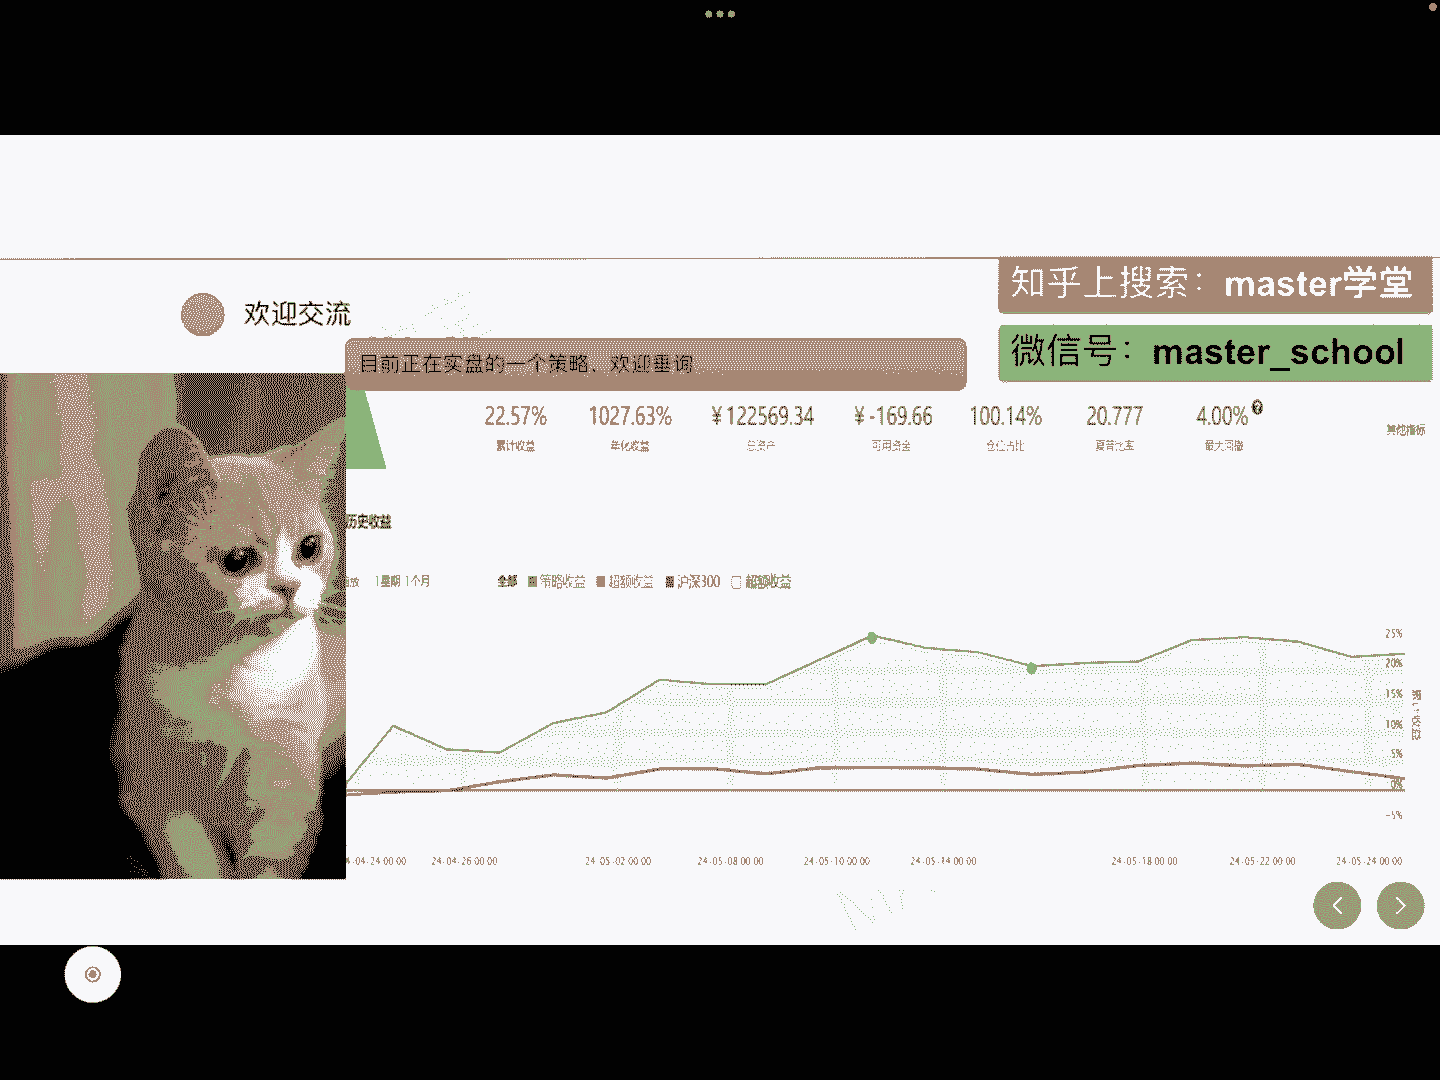 知乎上搜索：master学堂
欢迎交流
微信号：master_school
目前正在实盘的一个策略、欢迎垂询
22.57% 1027.63% ¥122569.34 ¥-169.66 100.14% 20.777 4.00%
累计收益 年化收益 总资产 可用资金 仓位占比 夏普比率 最大回撤 其他指标
历史收益
放 1星期 1个月 全部 策略收益 超额收益 沪深300 超额收益
25%
20%
15%
10%
5%
0%
-5%
-04-24 00:00 24-04-26 00:00 24-05-02 00:00 24-05-08 00:00 24-05-10 00:00 24-05-14 00:00 24-05-18 00:00 24-05-22 00:00 24-05-24 00:00